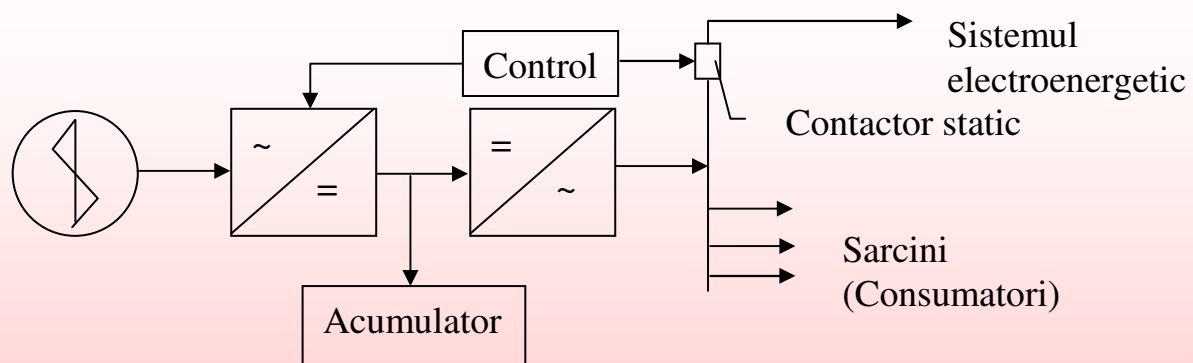 Sistemul
electroenergetic
Control
Contactor static
~
=
=
~
Sarcini
(Consumatori)
Acumulator